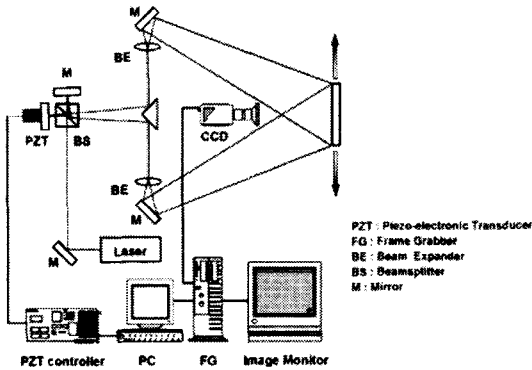 M
BE
M
PZT
BS
CCD
BE
M
M
Laser
PZT : Piezo-electronic Transducer
FG : Frame Grabber
BE : Beam Expander
BS : Beamsplitter
M : Mirror
PZT controller
PC
FG
Image Monitor